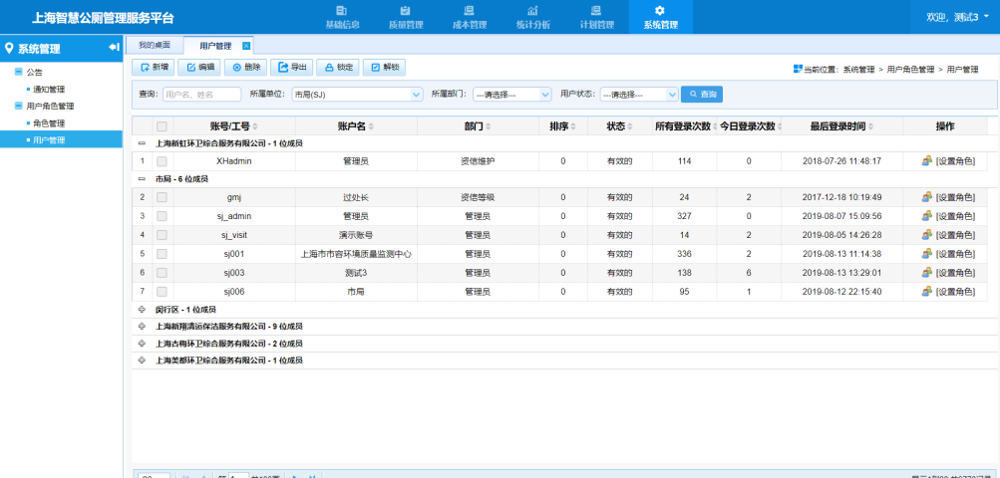 上海智慧公厕管理服务平台
基础信息 质量管理 成本管理 统计分析 计划管理 系统管理
欢迎, 测试3
系统管理
我的桌面 用户管理
公告
通知管理
用户角色管理
角色管理
用户管理
新增 编辑 删除 导出 锁定 解锁
当前位置: 系统管理 > 用户角色管理 > 用户管理
查询: 用户名、姓名 所属单位: 市局(SJ) 所属部门: ---请选择--- 用户状态: ---请选择--- 查询
账号/工号 账户名 部门 排序 状态 所有登录次数 今日登录次数 最后登录时间 操作
上海新虹环卫综合服务有限公司 - 1 位成员
1 XHadmin 管理员 资信维护 0 有效的 114 0 2018-07-26 11:48:17 [设置角色]
市局 - 6 位成员
2 gmj 过处长 资信等级 0 有效的 24 2 2017-12-18 10:19:49 [设置角色]
3 sj_admin 管理员 管理员 0 有效的 327 0 2019-08-07 15:09:56 [设置角色]
4 sj_visit 演示账号 管理员 0 有效的 14 2 2019-08-05 14:26:28 [设置角色]
5 sj001 上海市市容环境质量监测中心 管理员 0 有效的 336 2 2019-08-13 11:14:38 [设置角色]
6 sj003 测试3 管理员 0 有效的 138 6 2019-08-13 13:29:01 [设置角色]
7 sj006 市局 管理员 0 有效的 95 1 2019-08-12 22:15:40 [设置角色]
闵行区 - 1 位成员
上海新翔清运保洁服务有限公司 - 9 位成员
上海古梅环卫综合服务有限公司 - 2 位成员
上海美都环卫综合服务有限公司 - 1 位成员